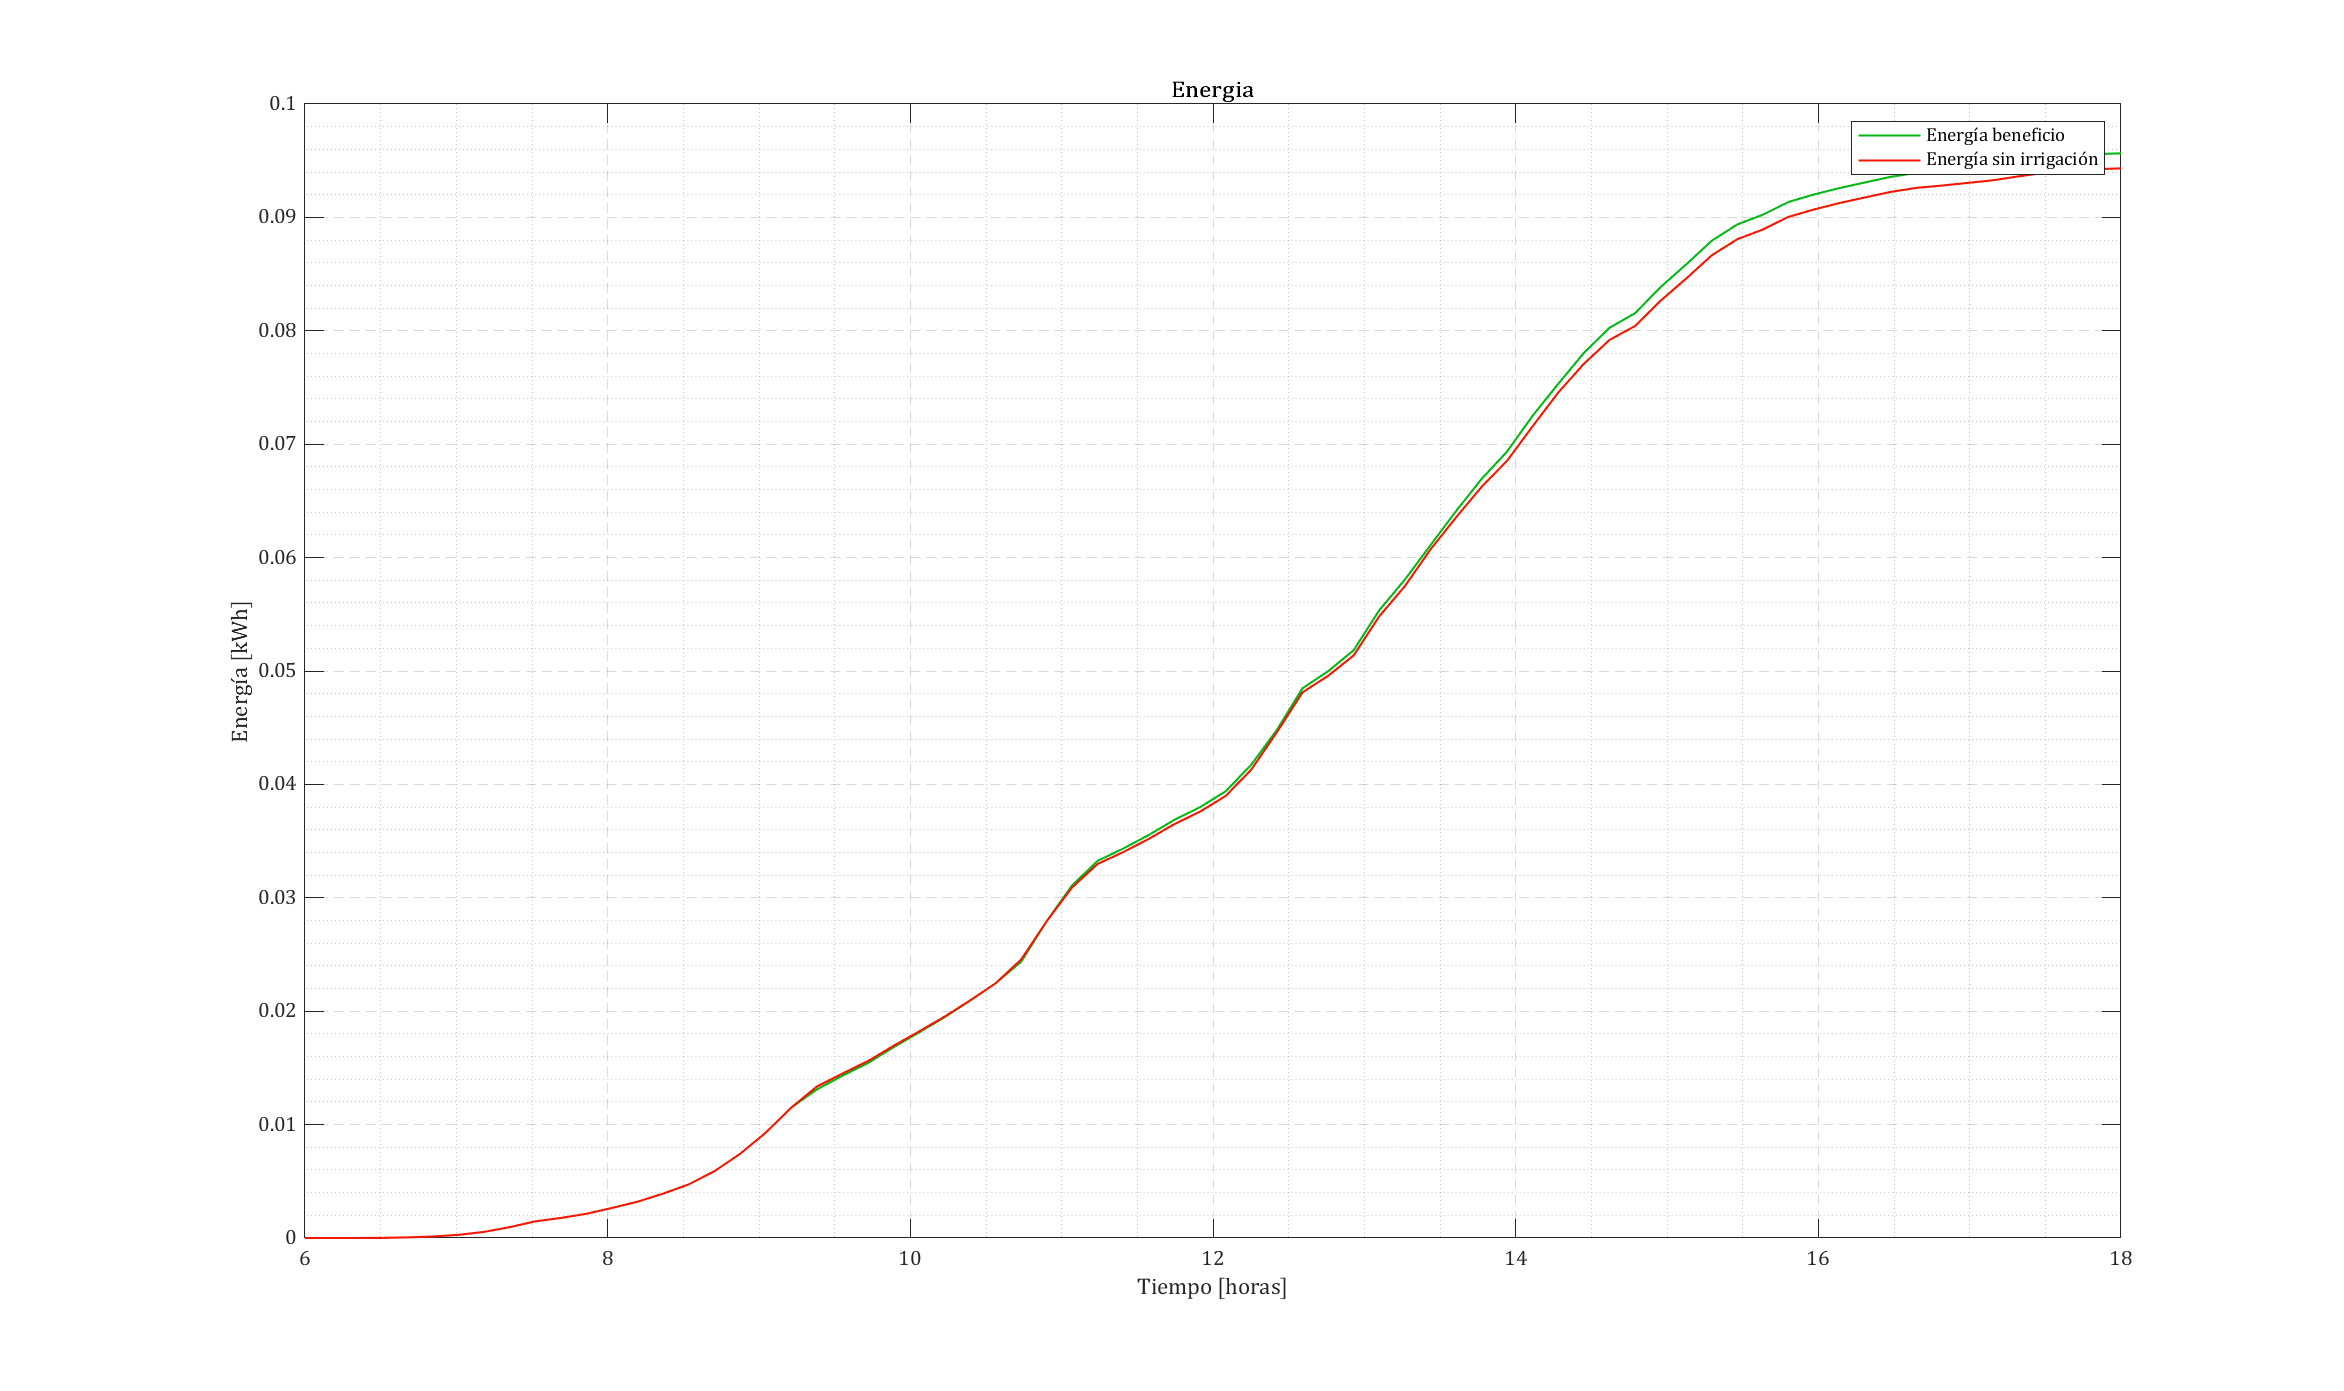 Energia
0.1
0.09
0.08
0.07
0.06
0.05
0.04
0.03
0.02
0.01
0
Energía [kWh]
Energía beneficio
Energía sin irrigación
6 8 10 12 14 16 18
Tiempo [horas]